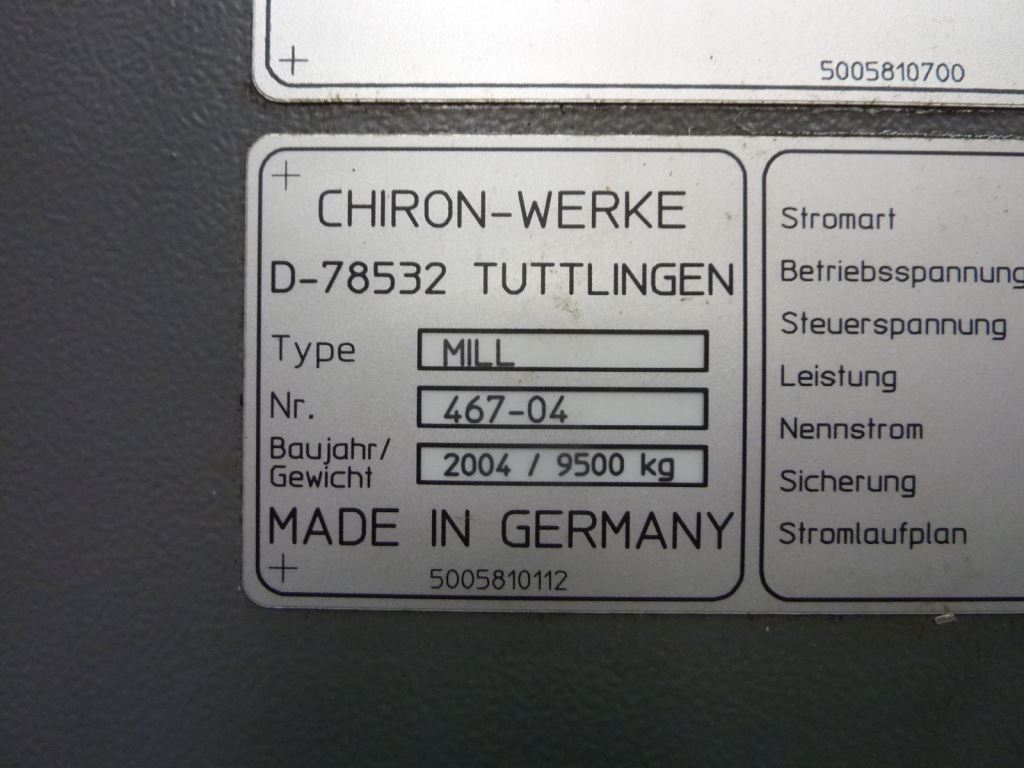 5005810700
CHIRON-WERKE
D-78532 TUTTLINGEN
Type MILL
Nr. 467-04
Baujahr/
Gewicht 2004 / 9500 kg
MADE IN GERMANY
5005810112
Stromart
Betriebsspannung
Steuerspannung
Leistung
Nennstrom
Sicherung
Stromlaufplan